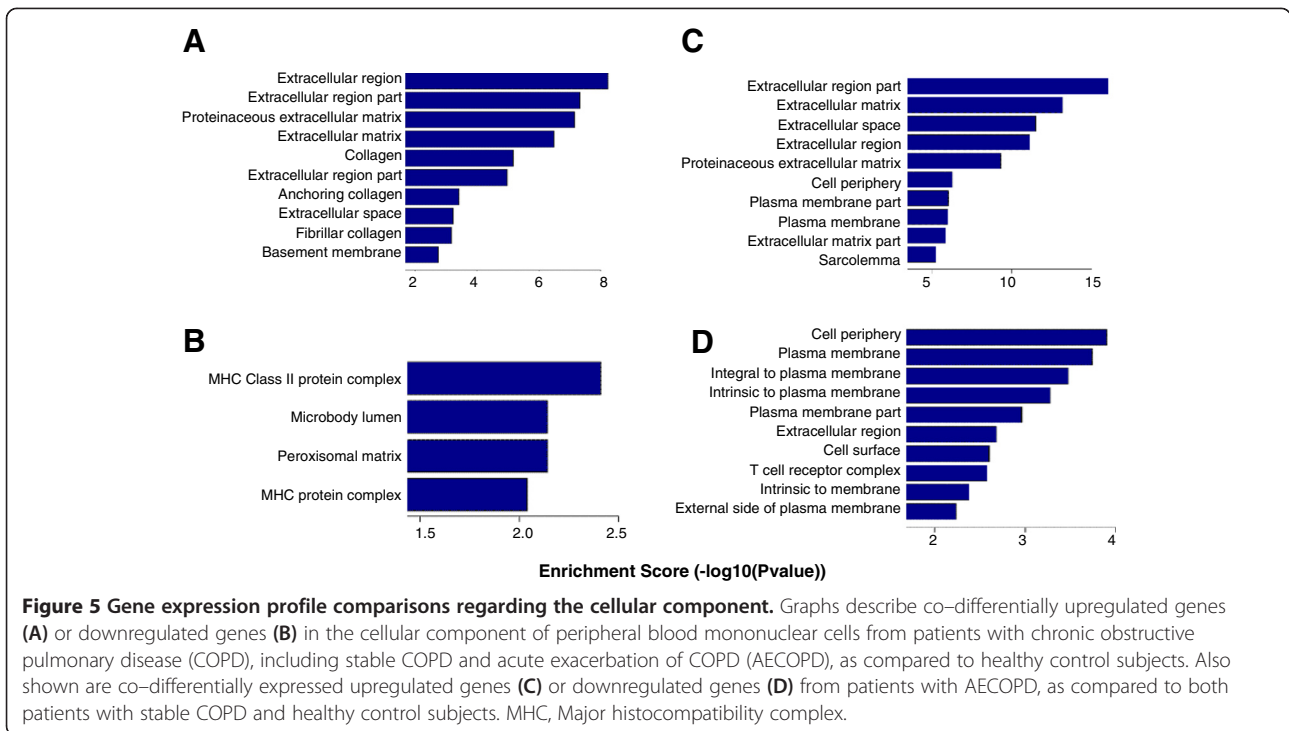 A
Extracellular region
Extracellular region part
Proteinaceous extracellular matrix
Extracellular matrix
Collagen
Extracellular region part
Anchoring collagen
Extracellular space
Fibrillar collagen
Basement membrane
2 4 6 8
C
Extracellular region part
Extracellular matrix
Extracellular space
Extracellular region
Proteinaceous extracellular matrix
Cell periphery
Plasma membrane part
Plasma membrane
Extracellular matrix part
Sarcolemma
5 10 15
B
MHC Class II protein complex
Microbody lumen
Peroxisomal matrix
MHC protein complex
1.5 2.0 2.5
D
Cell periphery
Plasma membrane
Integral to plasma membrane
Intrinsic to plasma membrane
Plasma membrane part
Extracellular region
Cell surface
T cell receptor complex
Intrinsic to membrane
External side of plasma membrane
2 3 4
Enrichment Score (-log10(Pvalue))
Figure 5 Gene expression profile comparisons regarding the cellular component. Graphs describe co–differentially upregulated genes
(A) or downregulated genes (B) in the cellular component of peripheral blood mononuclear cells from patients with chronic obstructive
pulmonary disease (COPD), including stable COPD and acute exacerbation of COPD (AECOPD), as compared to healthy control subjects. Also
shown are co–differentially expressed upregulated genes (C) or downregulated genes (D) from patients with AECOPD, as compared to both
patients with stable COPD and healthy control subjects. MHC, Major histocompatibility complex.